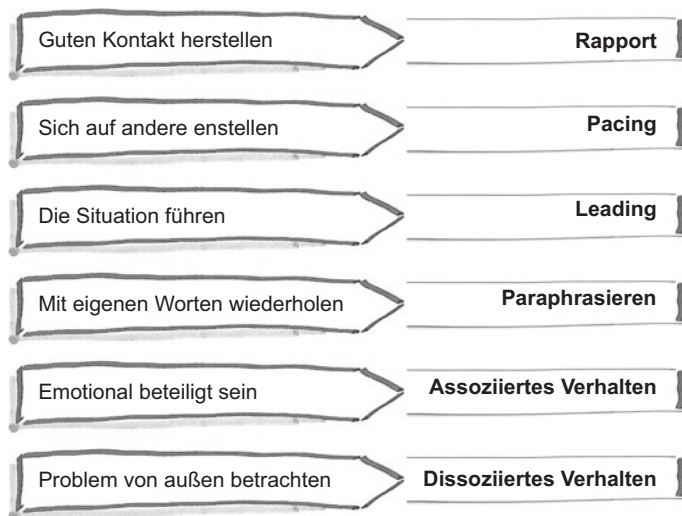 Guten Kontakt herstellen
Rapport
Sich auf andere enstellen
Pacing
Die Situation führen
Leading
Mit eigenen Worten wiederholen
Paraphrasieren
Emotional beteiligt sein
Assoziiertes Verhalten
Problem von außen betrachten
Dissoziiertes Verhalten